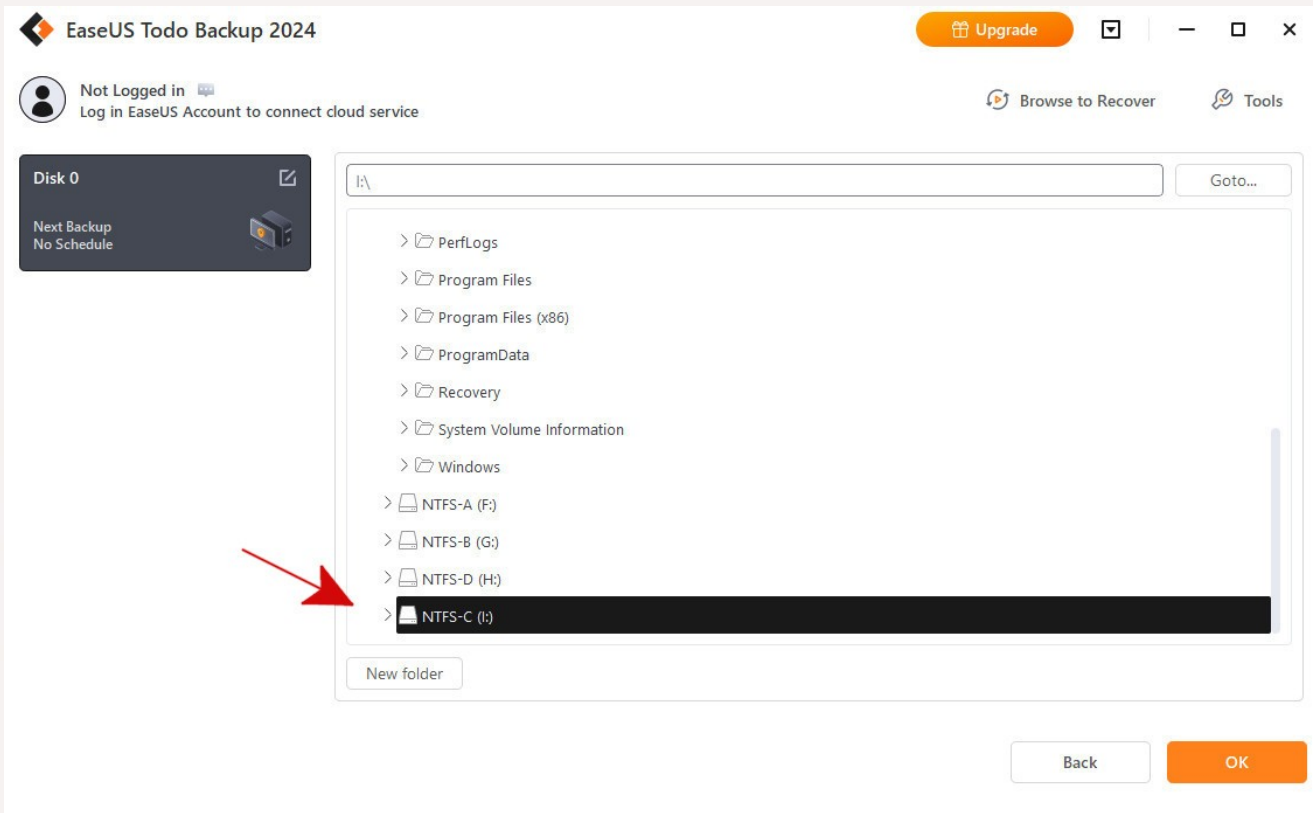 EaseUS Todo Backup 2024
Upgrade
Not Logged in
Log in EaseUS Account to connect cloud service
Browse to Recover
Tools
Disk 0
Next Backup
No Schedule
I:\
Goto...
PerfLogs
Program Files
Program Files (x86)
ProgramData
Recovery
System Volume Information
Windows
NTFS-A (F:)
NTFS-B (G:)
NTFS-D (H:)
NTFS-C (I:)
New folder
Back
OK